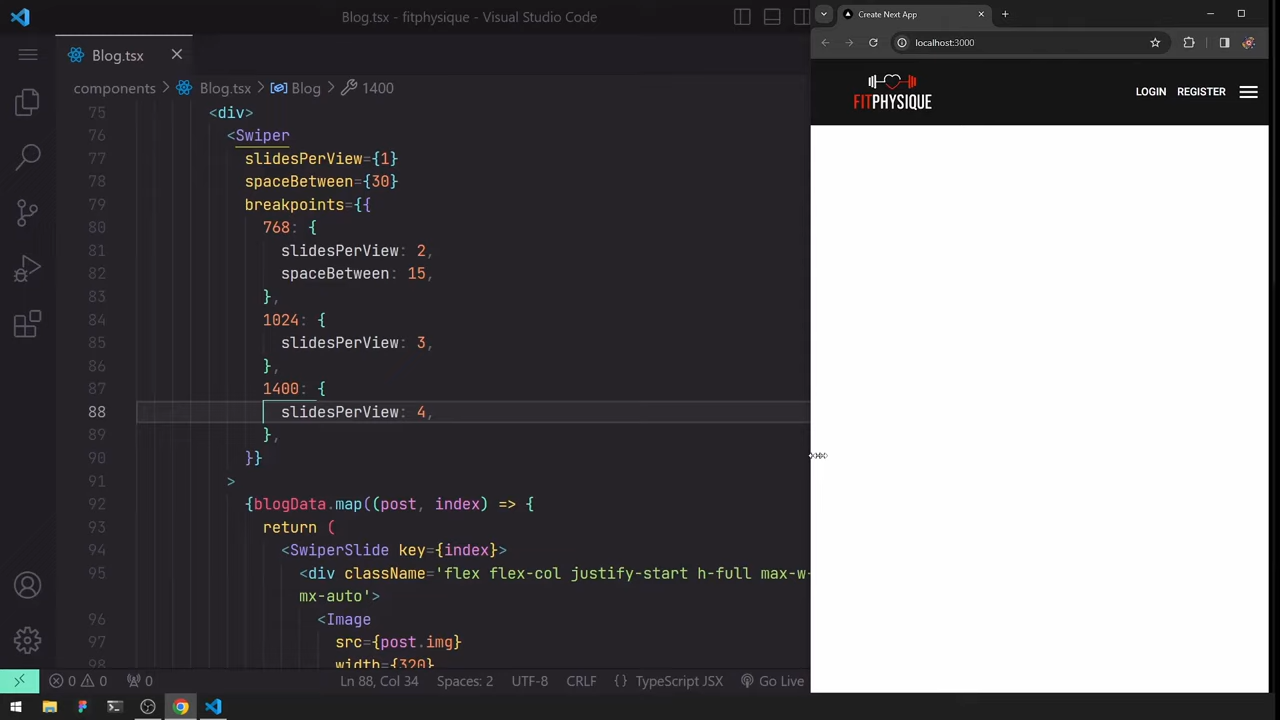 Blog.tsx - fitphysique - Visual Studio Code
Blog.tsx
components > Blog.tsx > Blog > 1400
75 <div>
76 <Swiper
77 slidesPerView={1}
78 spaceBetween={30}
79 breakpoints={{
80 768: {
81 slidesPerView: 2,
82 spaceBetween: 15,
83 },
84 1024: {
85 slidesPerView: 3,
86 },
87 1400: {
88 slidesPerView: 4,
89 },
90 }}
91 >
92 {blogData.map((post, index) => {
93 return (
94 <SwiperSlide key={index}>
95 <div className='flex flex-col justify-start h-full max-w-
mx-auto'>
96 <Image
97 src={post.img}
98 width={320}
0 0 0
Ln 88, Col 34 Spaces: 2 UTF-8 CRLF {} TypeScript JSX Go Live
Create Next App
localhost:3000
FITPHYSIQUE
LOGIN REGISTER